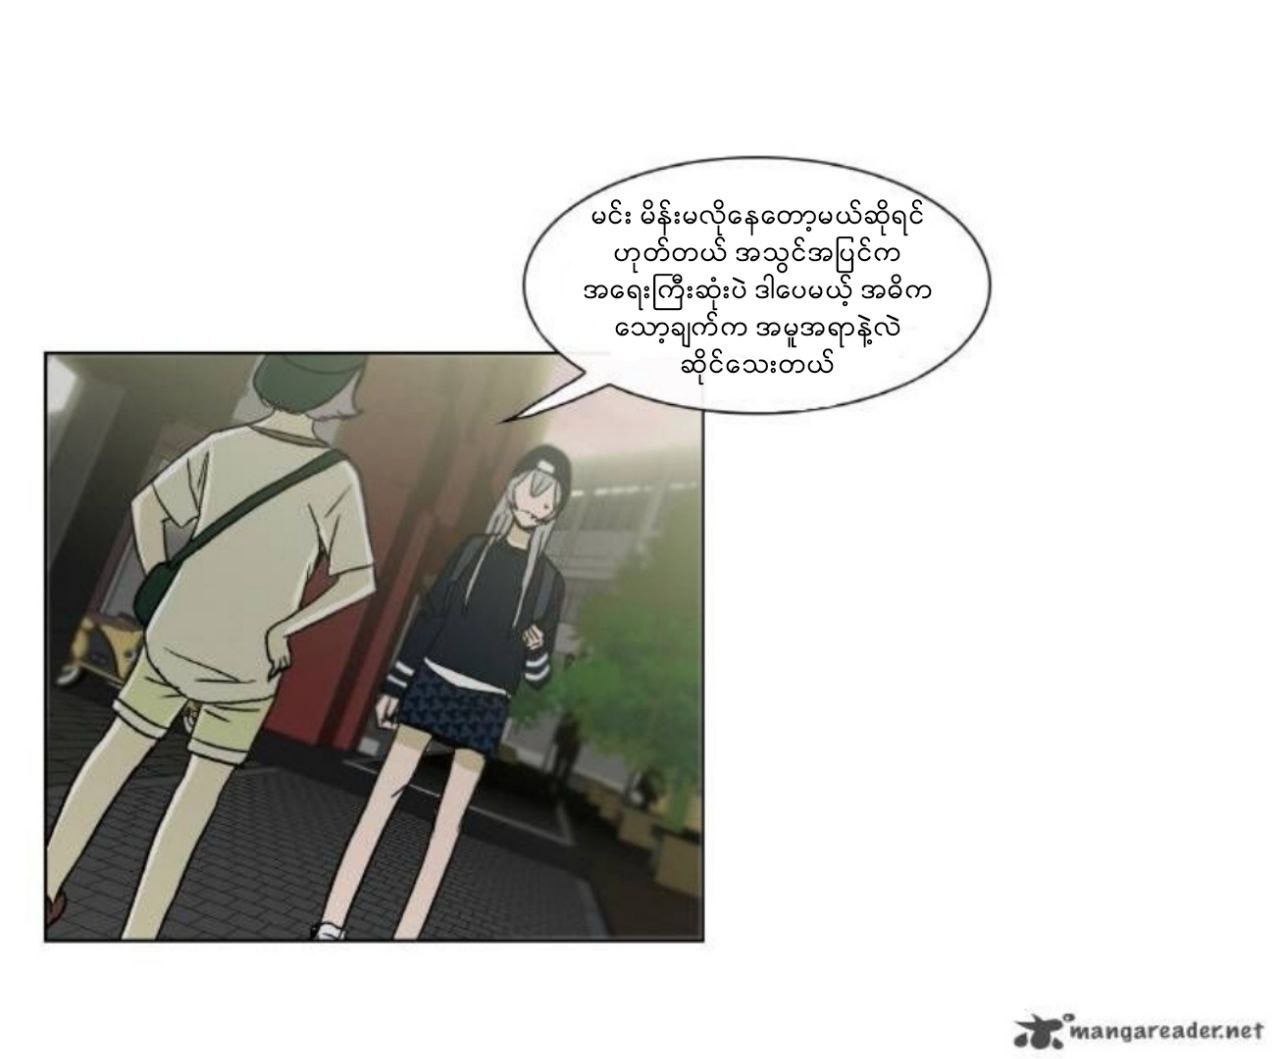 မင်း မိန်းမလိုနေတော့မယ်ဆိုရင်
ဟုတ်တယ် အသွင်အပြင်က
အရေးကြီးဆုံးပဲ ဒါပေမယ့် အဓိက
သော့ချက်က အမူအရာနဲ့လဲ
ဆိုင်သေးတယ်
mangareader.net